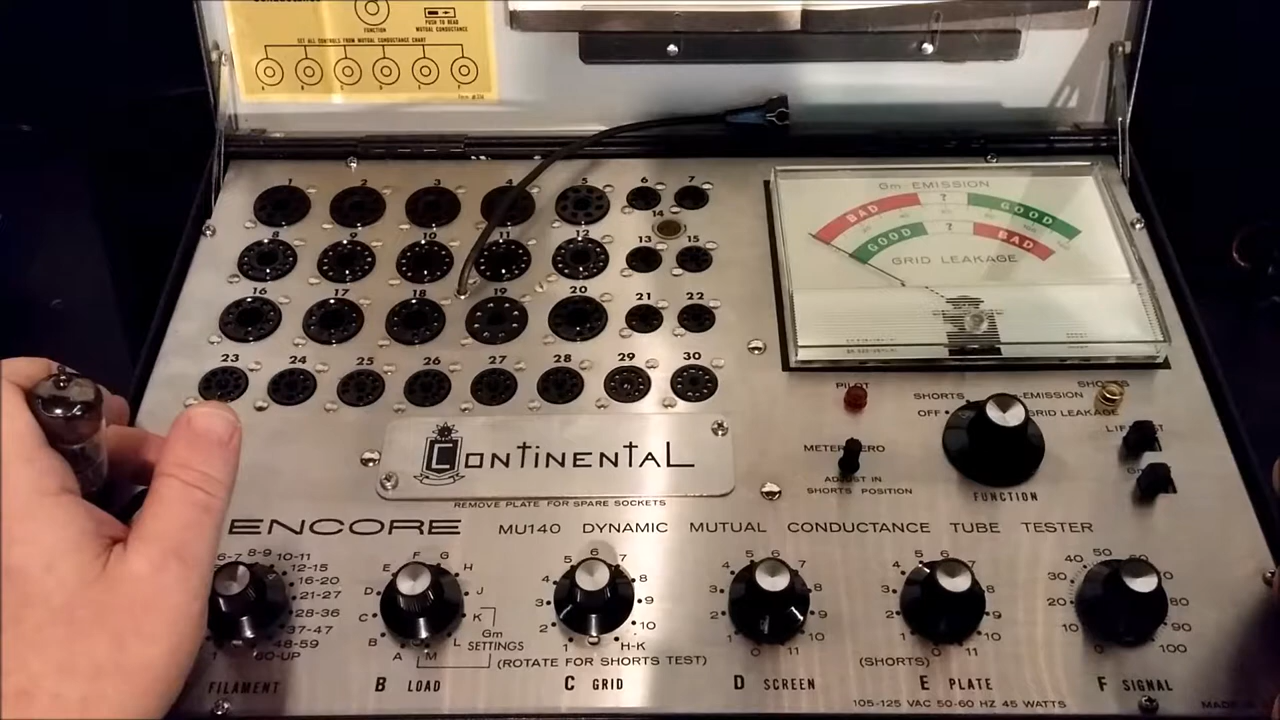 FUNCTION
PUSH TO READ
MUTUAL CONDUCTANCE
SET ALL CONTROLS FROM MUTUAL CONDUCTANCE CHART
A B C D E F
1 2 3 4 5 6 7
14
8 9 10 11 12 13 15
16 17 18 19 20 21 22
23 24 25 26 27 28 29 30
Gm EMISSION
BAD ? GOOD
GOOD ? BAD
GRID LEAKAGE
PILOT
SHORTS
OFF
-EMISSION
GRID LEAKAGE
SHORTS
METER ZERO
ADJUST IN
SHORTS POSITION
FUNCTION
CONTINENTAL
REMOVE PLATE FOR SPARE SOCKETS
ENCORE MU140 DYNAMIC MUTUAL CONDUCTANCE TUBE TESTER
6-7 8-9 10-11
12-15
16-20
21-27
28-36
37-47
48-59
60-UP
1
FILAMENT
A B C D E F G H J K L M
Gm
SETTINGS
B LOAD
1 2 3 4 5 6 7 8 9 10 H-K
(ROTATE FOR SHORTS TEST)
C GRID
0 1 2 3 4 5 6 7 8 9 10 11
D SCREEN
0 1 2 3 4 5 6 7 8 9 10 11
(SHORTS)
E PLATE
10 20 30 40 50 80 90 100
F SIGNAL
105-125 VAC 50-60 HZ 45 WATTS